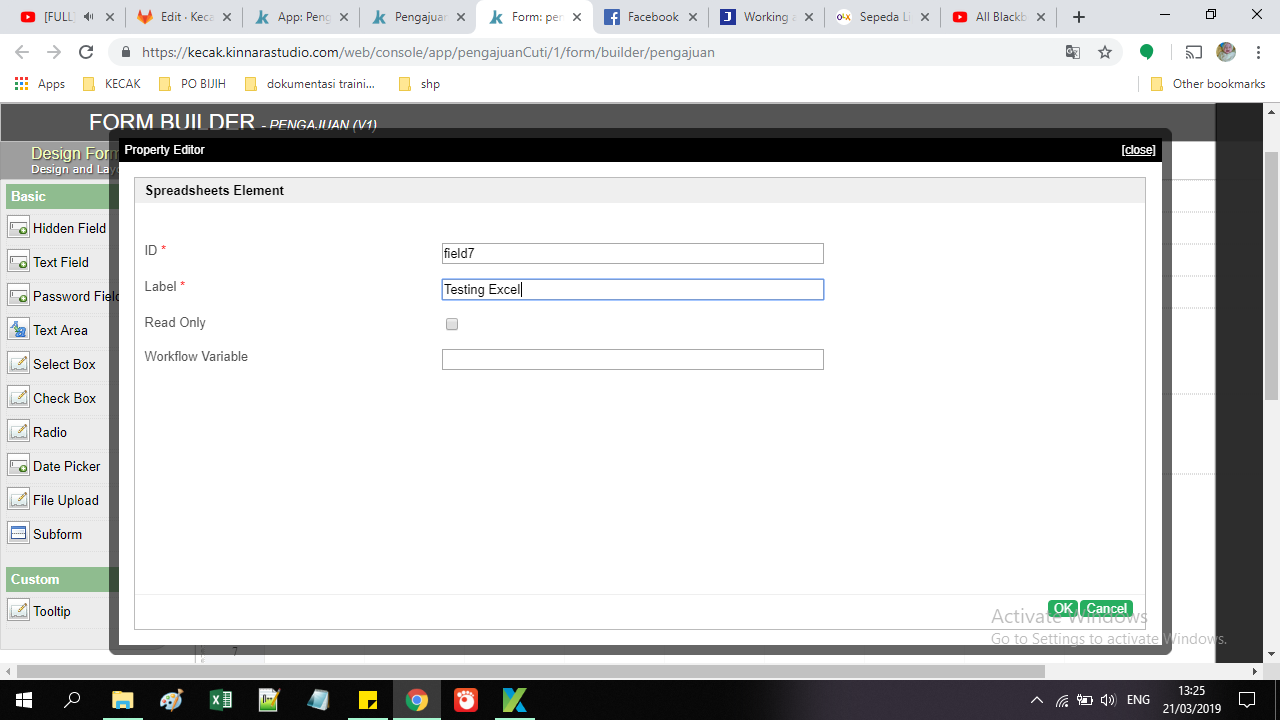 [FULL]
Edit · Keca
App: Peng
Pengajuan
Form: pen
Facebook
Working a
Sepeda Li
All Blackb
https://kecak.kinnarastudio.com/web/console/app/pengajuanCuti/1/form/builder/pengajuan
Apps
KECAK
PO BIJIH
dokumentasi traini...
shp
Other bookmarks
FORM BUILDER - PENGAJUAN (V1)
Design Form
Design and Lay
Property Editor
[close]
Spreadsheets Element
Basic
Hidden Field
Text Field
Password Field
Text Area
Select Box
Check Box
Radio
Date Picker
File Upload
Subform
Custom
Tooltip
ID *
field7
Label *
Testing Excel
Read Only
Workflow Variable
OK
Cancel
Activate Windows
Go to Settings to activate Windows.
7
ENG
13:25
21/03/2019